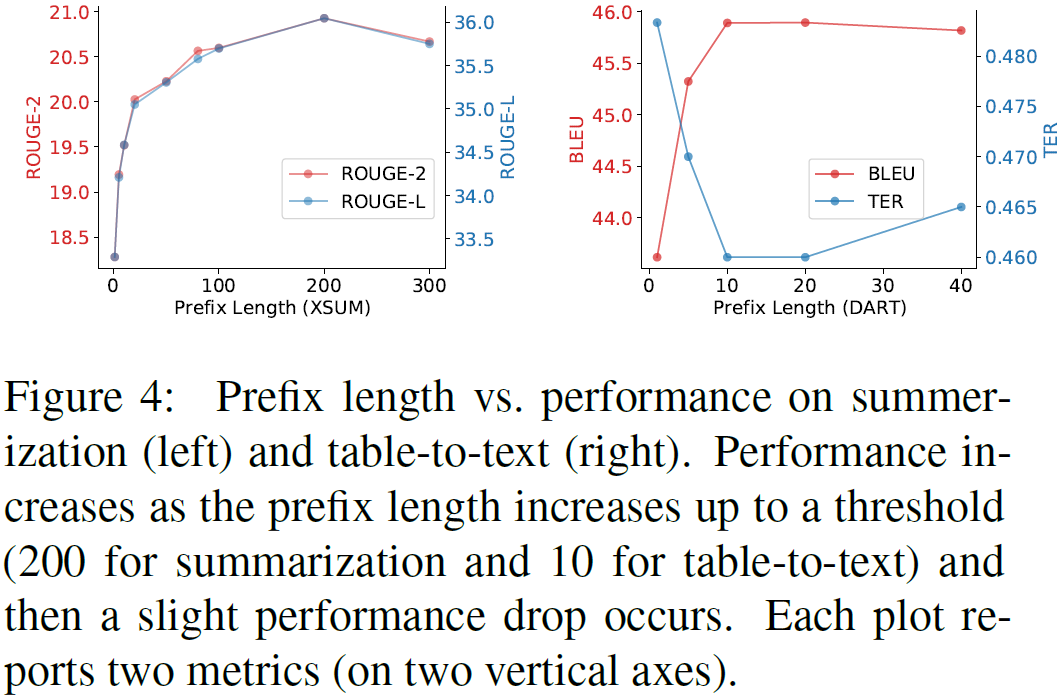 21.0
20.5
20.0
19.5
19.0
18.5
ROUGE-2
36.0
35.5
35.0
34.5
34.0
33.5
ROUGE-L
ROUGE-2
ROUGE-L
0 100 200 300
Prefix Length (XSUM)
46.0
45.5
45.0
44.5
44.0
BLEU
0.480
0.475
0.470
0.465
0.460
TER
BLEU
TER
0 10 20 30 40
Prefix Length (DART)
Figure 4: Prefix length vs. performance on summer-
ization (left) and table-to-text (right). Performance in-
creases as the prefix length increases up to a threshold
(200 for summarization and 10 for table-to-text) and
then a slight performance drop occurs. Each plot re-
ports two metrics (on two vertical axes).